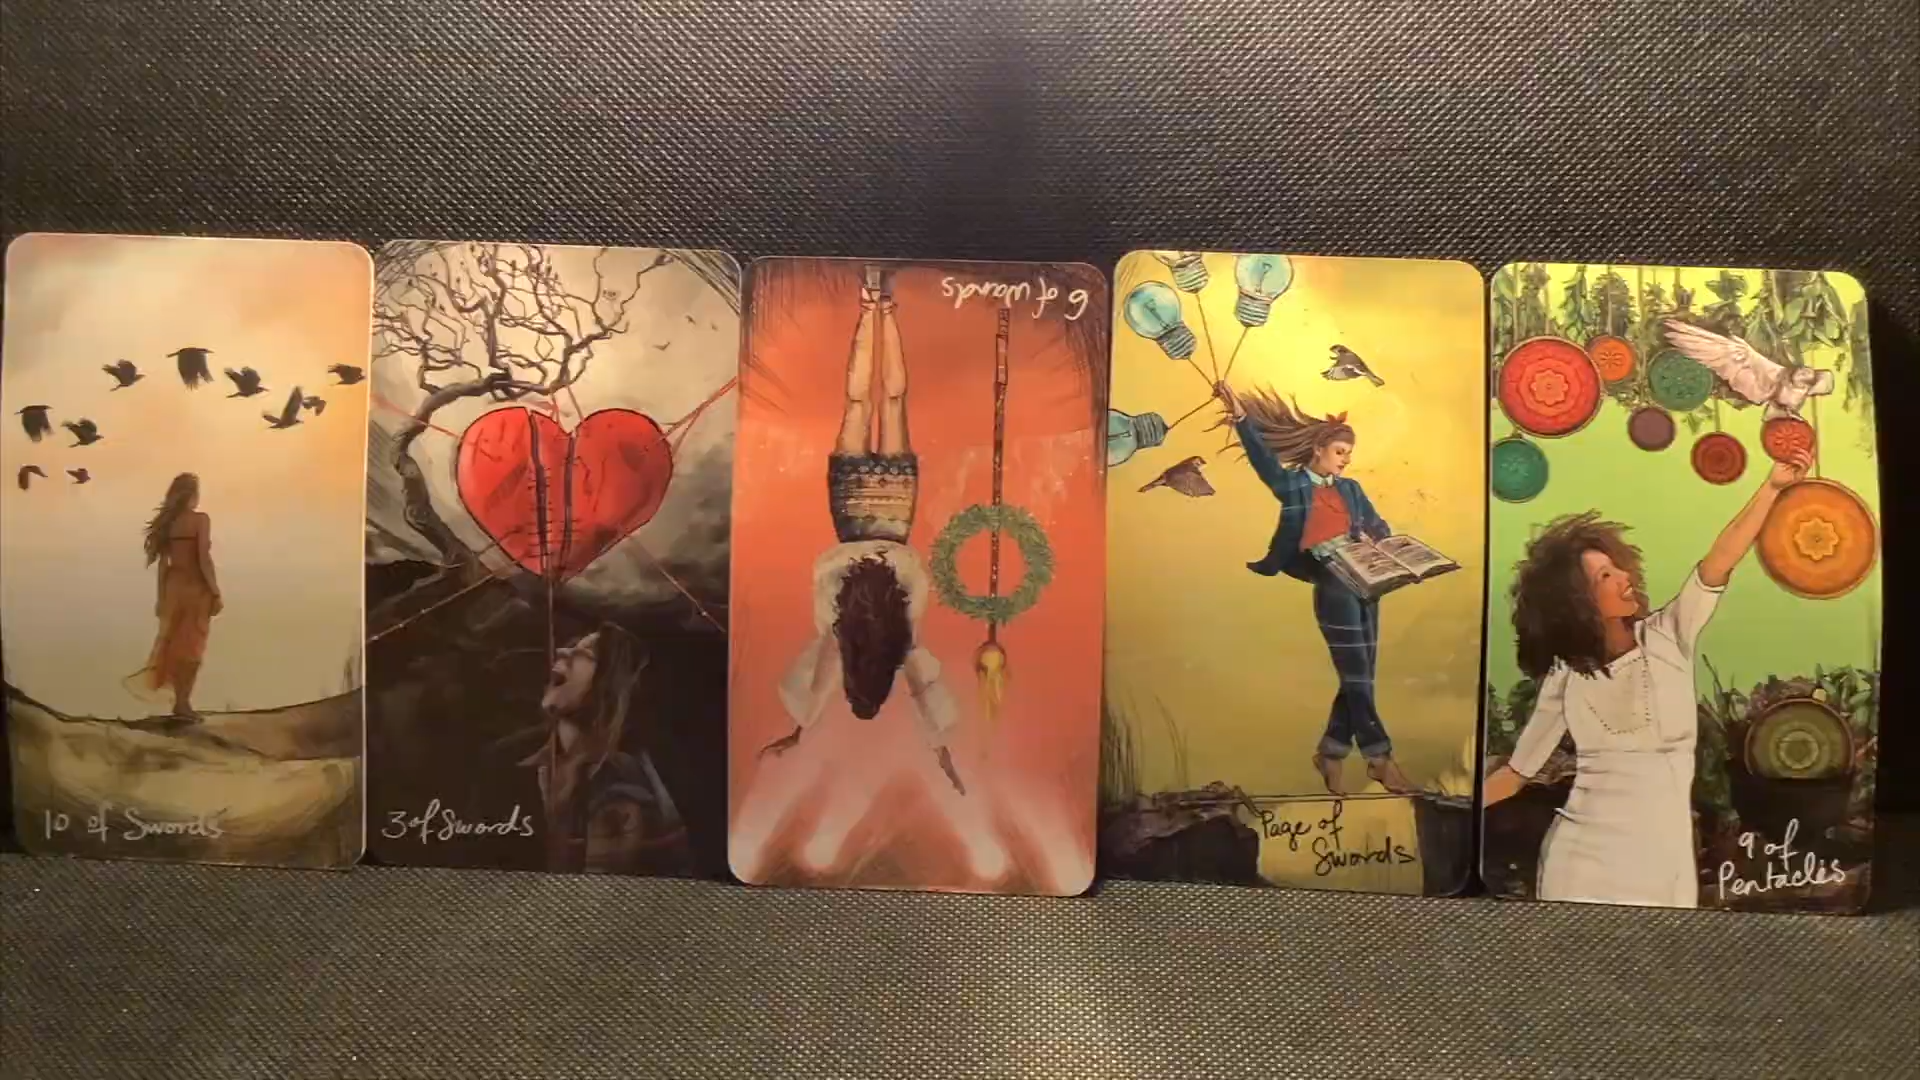 10 of Swords
3 of Swords
6 of wands
Page of
Swords
9 of
Pentacles